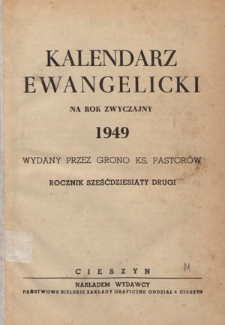 KALENDARZ
EWANGELICKI
NA ROK ZWYCZAJNY
1949
WYDANY PRZEZ GRONO KS. PASTORÓW
ROCZNIK SZEŚĆDZIESIĄTY DRUGI
CIESZYN
NAKŁADEM WYDAWCY
PAŃSTWOWE BIELSKIE ZAKŁADY GRAFICZNE ODDZIAŁ 4 CIESZYN